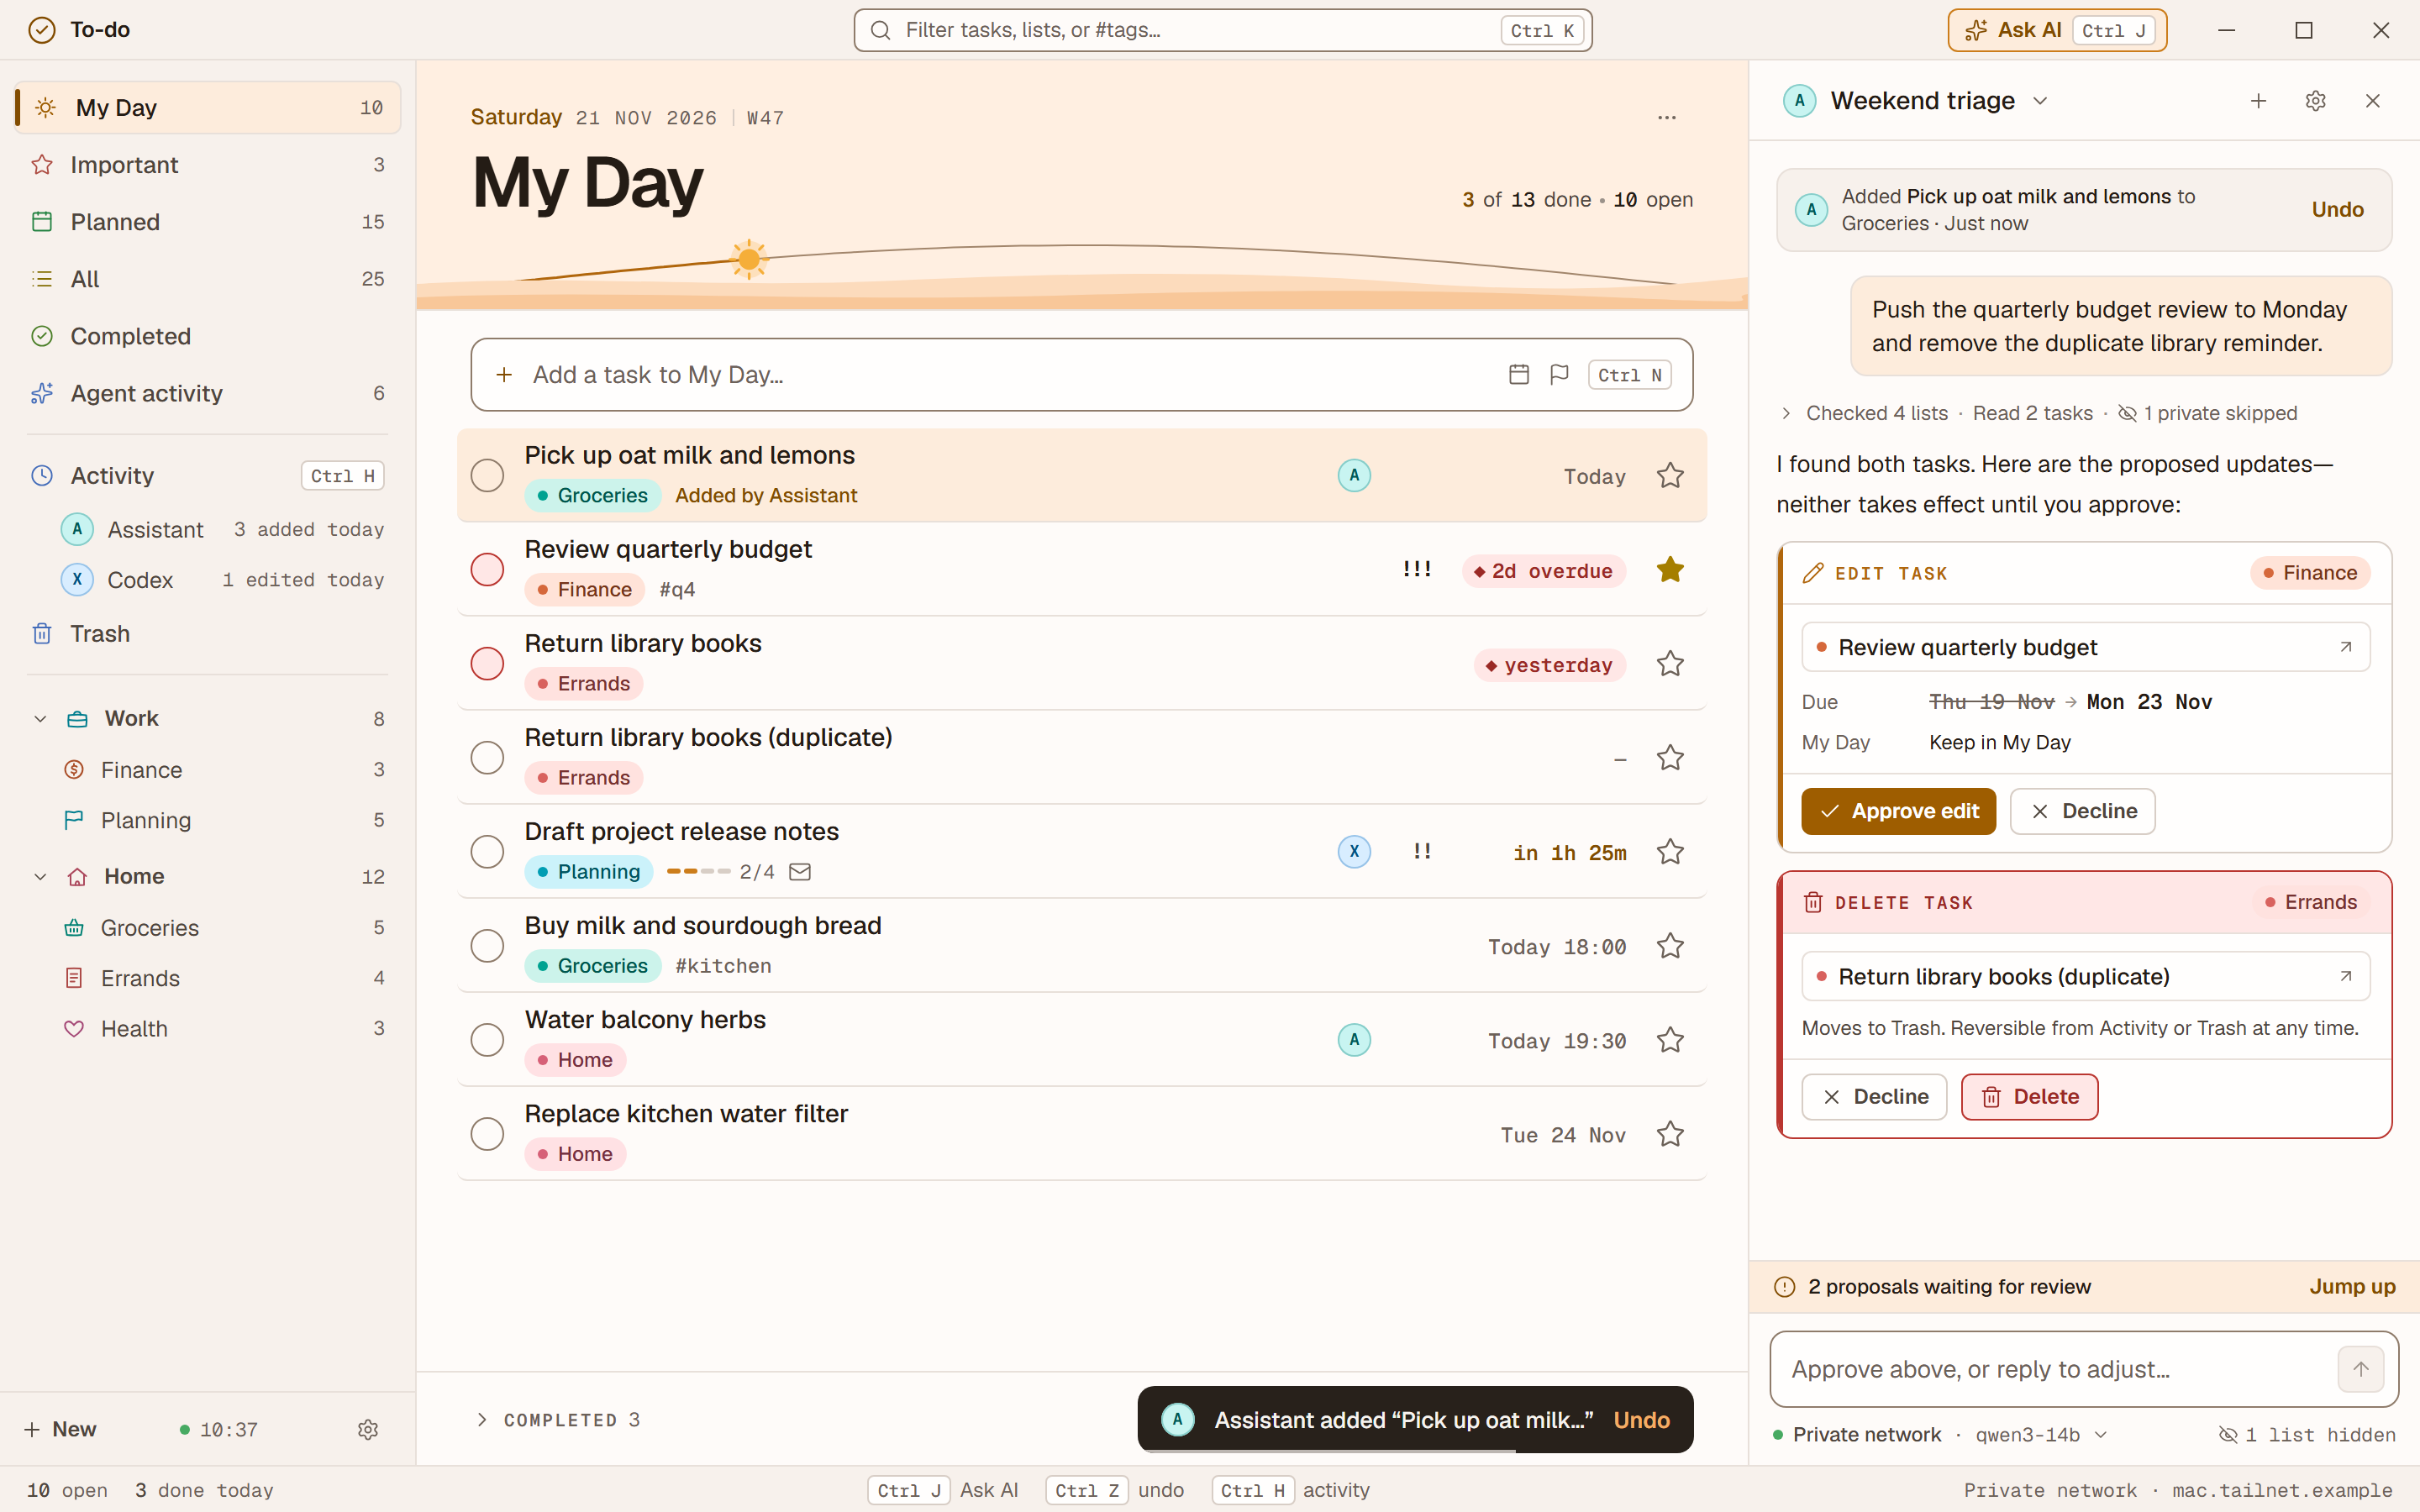 To-do
Filter tasks, lists, or #tags…
Ctrl K
Ask AI
Ctrl J
My Day
10
Important
3
Planned
15
All
25
Completed
Agent activity
6
Activity
Ctrl H
A
Assistant
3 added today
X
Codex
1 edited today
Trash
Work
8
Finance
3
Planning
5
Home
12
Groceries
5
Errands
4
Health
3
New
10:37
Saturday 21 NOV 2026 | W47
My Day
3 of 13 done • 10 open
Add a task to My Day…
Ctrl N
Pick up oat milk and lemons
Groceries
Added by Assistant
A
Today
Review quarterly budget
Finance
#q4
!!!
2d overdue
Return library books
Errands
yesterday
Return library books (duplicate)
Errands
–
Draft project release notes
Planning
2/4
X
!!
in 1h 25m
Buy milk and sourdough bread
Groceries
#kitchen
Today 18:00
Water balcony herbs
Home
A
Today 19:30
Replace kitchen water filter
Home
Tue 24 Nov
COMPLETED 3
A
Assistant added “Pick up oat milk…”
Undo
A
Weekend triage
A
Added Pick up oat milk and lemons to
Groceries · Just now
Undo
Push the quarterly budget review to Monday
and remove the duplicate library reminder.
Checked 4 lists · Read 2 tasks · 1 private skipped
I found both tasks. Here are the proposed updates—
neither takes effect until you approve:
EDIT TASK
Finance
Review quarterly budget
Due
Thu 19 Nov → Mon 23 Nov
My Day
Keep in My Day
Approve edit
Decline
DELETE TASK
Errands
Return library books (duplicate)
Moves to Trash. Reversible from Activity or Trash at any time.
Decline
Delete
2 proposals waiting for review
Jump up
Approve above, or reply to adjust…
Private network · qwen3-14b
1 list hidden
10 open
3 done today
Ctrl J Ask AI
Ctrl Z undo
Ctrl H activity
Private network · mac.tailnet.example